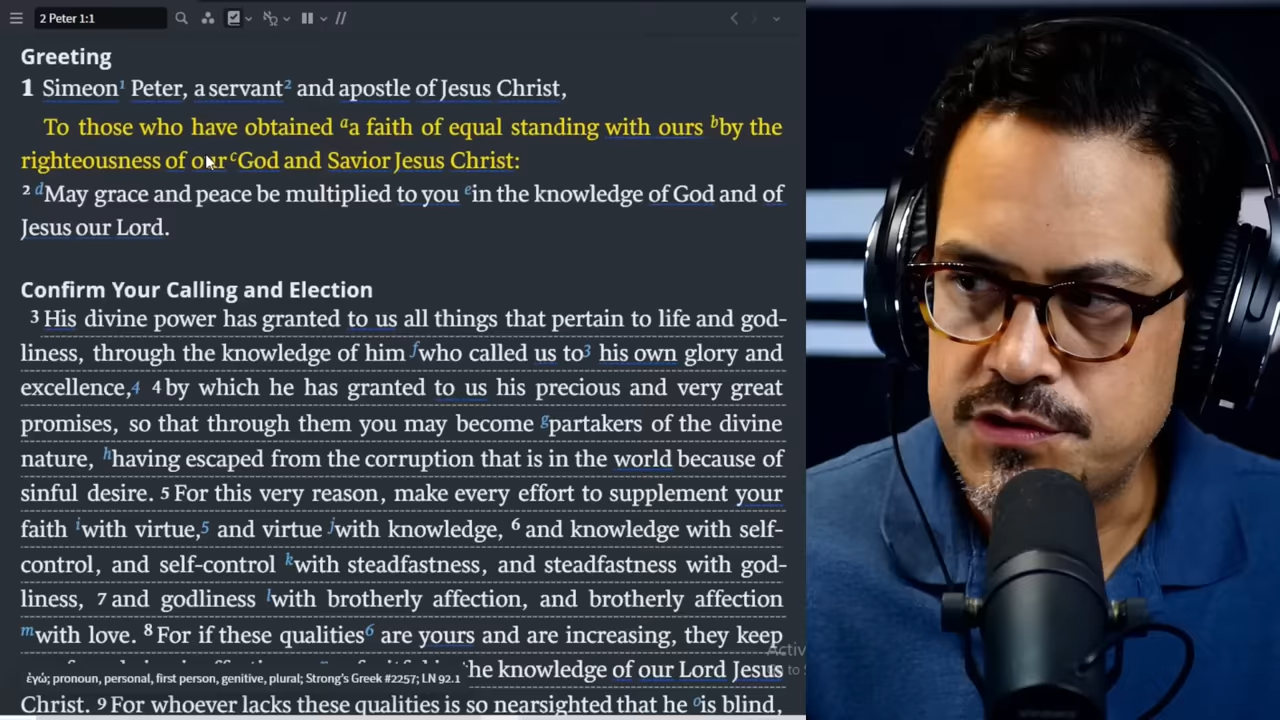 2 Peter 1:1
Greeting
1 Simeon¹ Peter, a servant² and apostle of Jesus Christ,
To those who have obtained ᵃa faith of equal standing with ours ᵇby the
righteousness of our ᶜGod and Savior Jesus Christ:
² ᵈMay grace and peace be multiplied to you ᵉin the knowledge of God and of
Jesus our Lord.
Confirm Your Calling and Election
³ His divine power has granted to us all things that pertain to life and god-
liness, through the knowledge of him ᶠwho called us to³ his own glory and
excellence,⁴ 4 by which he has granted to us his precious and very great
promises, so that through them you may become ᵍpartakers of the divine
nature, ʰhaving escaped from the corruption that is in the world because of
sinful desire. 5 For this very reason, make every effort to supplement your
faith ⁱwith virtue,⁵ and virtue ʲwith knowledge, ⁶ and knowledge with self-
control, and self-control ᵏwith steadfastness, and steadfastness with god-
liness, 7 and godliness ˡwith brotherly affection, and brotherly affection
ᵐwith love. ⁸ For if these qualities⁶ are yours and are increasing, they keep
the knowledge of our Lord Jesus
ἐγώ; pronoun, personal, first person, genitive, plural; Strong's Greek #2257; LN 92.1
Christ. 9 For whoever lacks these qualities is so nearsighted that he ᵒis blind,